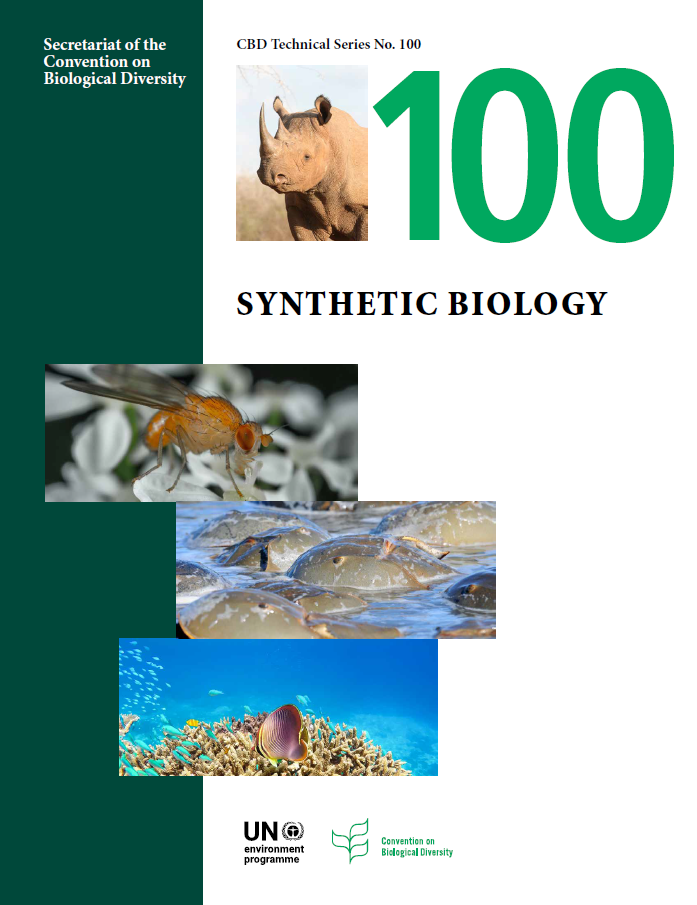 Secretariat of the
Convention on
Biological Diversity
CBD Technical Series No. 100
100
SYNTHETIC BIOLOGY
UN
environment
programme
Convention on
Biological Diversity